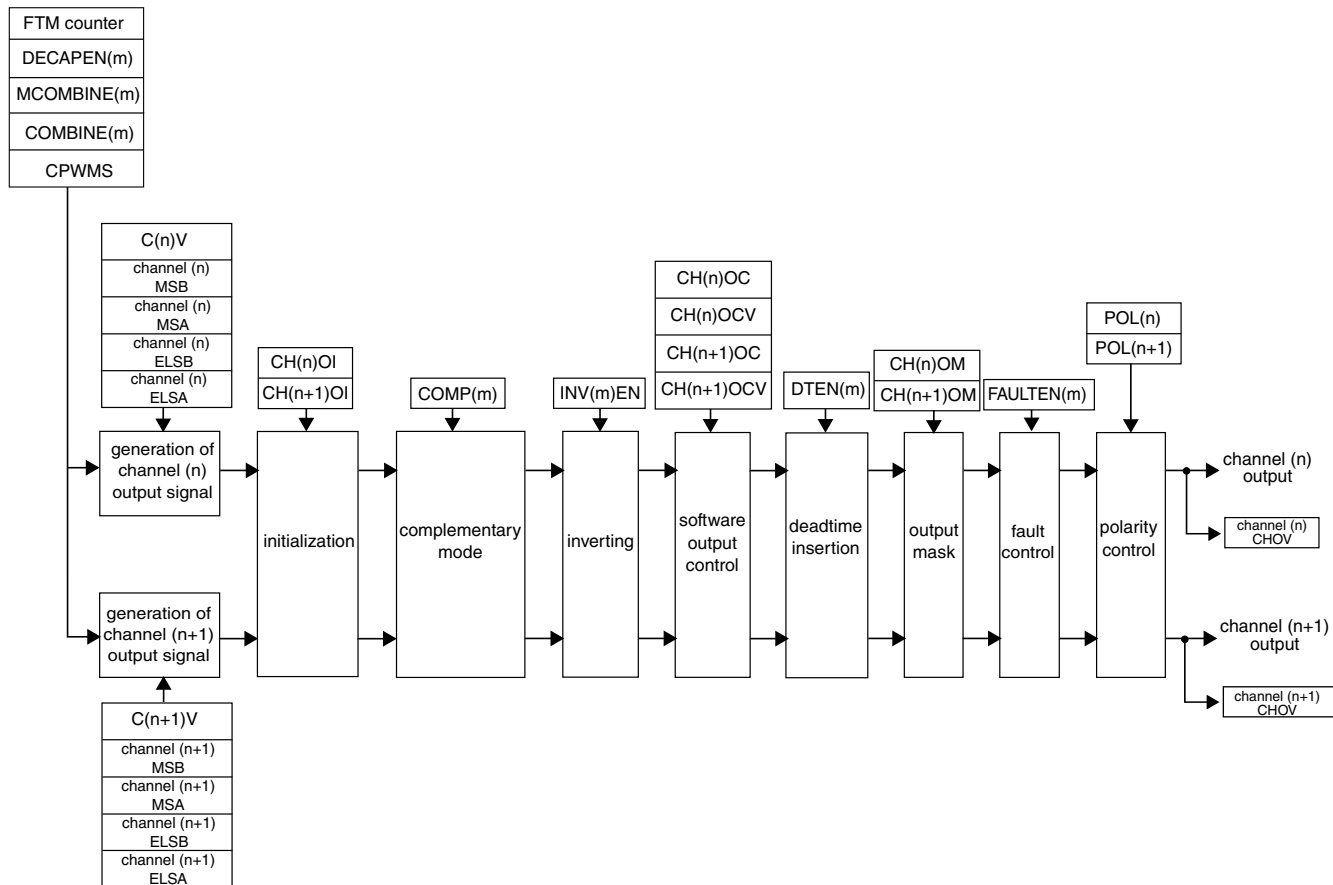 FTM counter
DECAPEN(m)
MCOMBINE(m)
COMBINE(m)
CPWMS
C(n)V
channel (n)
MSB
channel (n)
MSA
channel (n)
ELSB
channel (n)
ELSA
generation of
channel (n)
output signal
generation of
channel (n+1)
output signal
C(n+1)V
channel (n+1)
MSB
channel (n+1)
MSA
channel (n+1)
ELSB
channel (n+1)
ELSA
CH(n)OI
CH(n+1)OI
initialization
COMP(m)
complementary
mode
INV(m)EN
inverting
CH(n)OC
CH(n)OCV
CH(n+1)OC
CH(n+1)OCV
software
output
control
DTEN(m)
deadtime
insertion
CH(n)OM
CH(n+1)OM
output
mask
FAULTEN(m)
fault
control
POL(n)
POL(n+1)
polarity
control
channel (n)
output
channel (n)
CHOV
channel (n+1)
output
channel (n+1)
CHOV